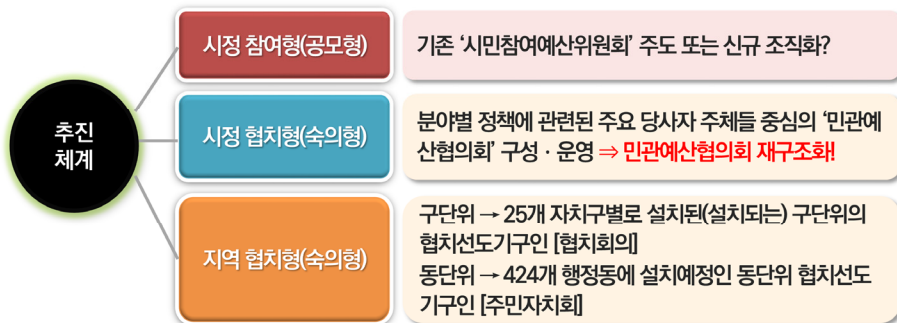 추진
체계
시정 참여형(공모형)
기존 ‘시민참여예산위원회’ 주도 또는 신규 조직화?
시정 협치형(숙의형)
분야별 정책에 관련된 주요 당사자 주체들 중심의 ‘민관예
산협의회’ 구성 · 운영 ⇒ 민관예산협의회 재구조화!
지역 협치형(숙의형)
구단위 → 25개 자치구별로 설치된(설치되는) 구단위의
협치선도기구인 [협치회의]
동단위 → 424개 행정동에 설치예정인 동단위 협치선도
기구인 [주민자치회]